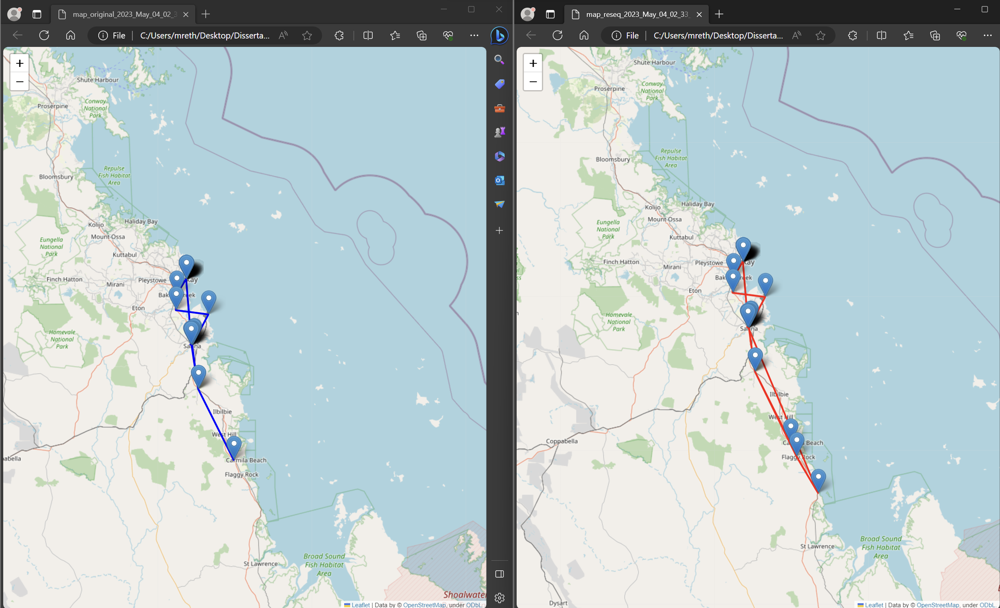 map_original_2023_May_04_02_3
File
C:/Users/mreth/Desktop/Disserta...
+
−
Shute Harbour
Conway
National
Park
Proserpine
Repulse
Fish Habitat
Area
Bloomsbury
Haliday Bay
Kolijo
Mount Ossa
Eungella
National
Park
Kuttabul
Finch Hatton
Pleystowe
kay
Mirani
Bak
reek
Eton
Homevale
National
Park
Sa
na
Ilbilbie
West Hill
Carmila Beach
abella
Flaggy Rock
Broad Sound
Fish Habitat
Area
St Lawrence
Shoalwate
Leaflet | Data by © OpenStreetMap, under ODbL.
map_reseq_2023_May_04_02_33_
File
C:/Users/mreth/Desktop/Disserta...
+
−
Shute Harbour
Conway
National
Park
Proserpine
Repulse
Fish Habitat
Area
Bloomsbury
Haliday Bay
Kolijo
Mount Ossa
Eungella
National
Park
Kuttabul
Finch Hatton
Pleystowe
kay
Mirani
Bak
reek
Eton
Homevale
National
Park
Sa
na
Ilbilbie
West Hill
Coppabella
Ca
a Beach
Flaggy Rock
Broad Sound
Fish Habitat
Area
St Lawrence
Dysart
Leaflet | Data by © OpenStreetMap, under ODbL.